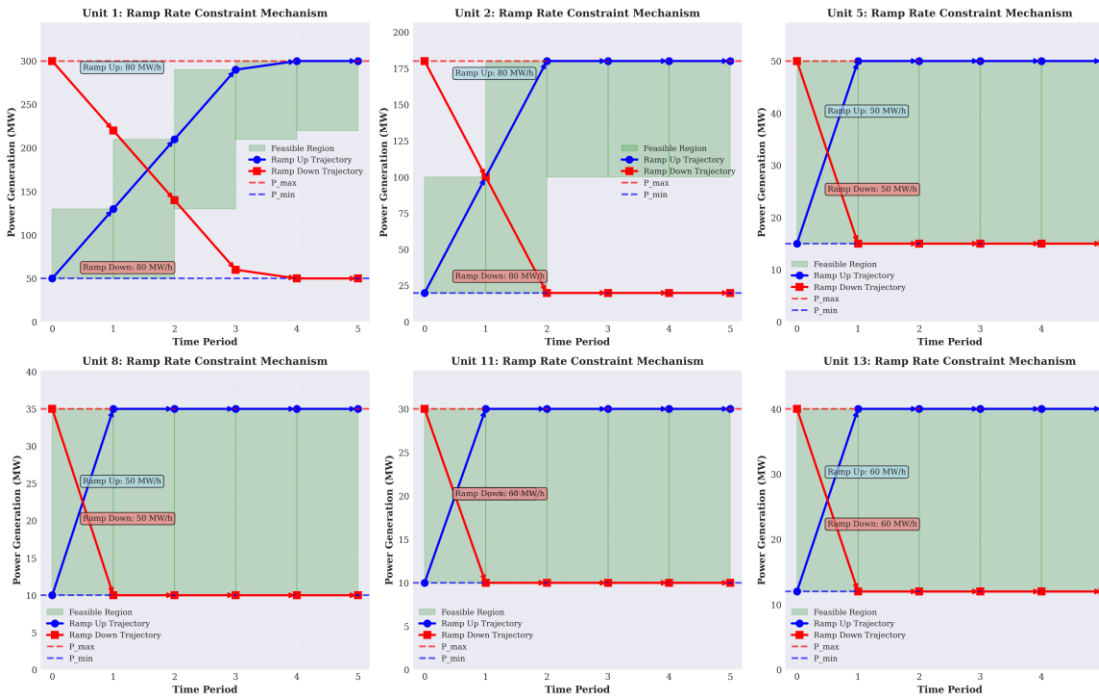 Unit 1: Ramp Rate Constraint Mechanism
Power Generation (MW)
300
250
200
150
100
50
0
Ramp Up: 80 MW/h
Ramp Down: 80 MW/h
Feasible Region
Ramp Up Trajectory
Ramp Down Trajectory
P_max
P_min
0 1 2 3 4 5
Time Period
Unit 2: Ramp Rate Constraint Mechanism
Power Generation (MW)
200
175
150
125
100
75
50
25
0
Ramp Up: 80 MW/h
Ramp Down: 80 MW/h
Feasible Region
Ramp Up Trajectory
Ramp Down Trajectory
P_max
P_min
0 1 2 3 4 5
Time Period
Unit 5: Ramp Rate Constraint Mechanism
Power Generation (MW)
50
40
30
20
10
0
Ramp Up: 50 MW/h
Ramp Down: 50 MW/h
Feasible Region
Ramp Up Trajectory
Ramp Down Trajectory
P_max
P_min
0 1 2 3 4
Time Period
Unit 8: Ramp Rate Constraint Mechanism
Power Generation (MW)
40
35
30
25
20
15
10
5
0
Ramp Up: 50 MW/h
Ramp Down: 50 MW/h
Feasible Region
Ramp Up Trajectory
Ramp Down Trajectory
P_max
P_min
0 1 2 3 4 5
Time Period
Unit 11: Ramp Rate Constraint Mechanism
Power Generation (MW)
30
25
20
15
10
5
0
Ramp Down: 60 MW/h
Feasible Region
Ramp Up Trajectory
Ramp Down Trajectory
P_max
P_min
0 1 2 3 4 5
Time Period
Unit 13: Ramp Rate Constraint Mechanism
Power Generation (MW)
40
30
20
10
0
Ramp Up: 60 MW/h
Ramp Down: 60 MW/h
Feasible Region
Ramp Up Trajectory
Ramp Down Trajectory
P_max
P_min
0 1 2 3 4
Time Period